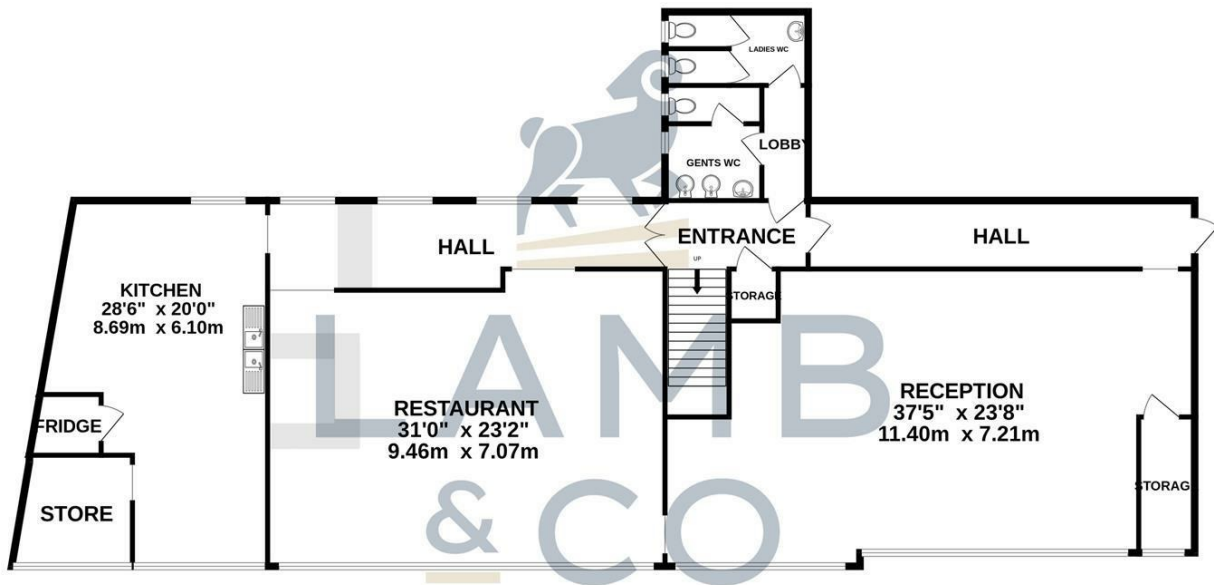 LADIES WC
LOBBY
GENTS WC
HALL
ENTRANCE
HALL
UP
STORAGE
KITCHEN
28'6" x 20'0"
8.69m x 6.10m
RESTAURANT
31'0" x 23'2"
9.46m x 7.07m
RECEPTION
37'5" x 23'8"
11.40m x 7.21m
FRIDGE
STORE
STORAGE
LAMB
& CO